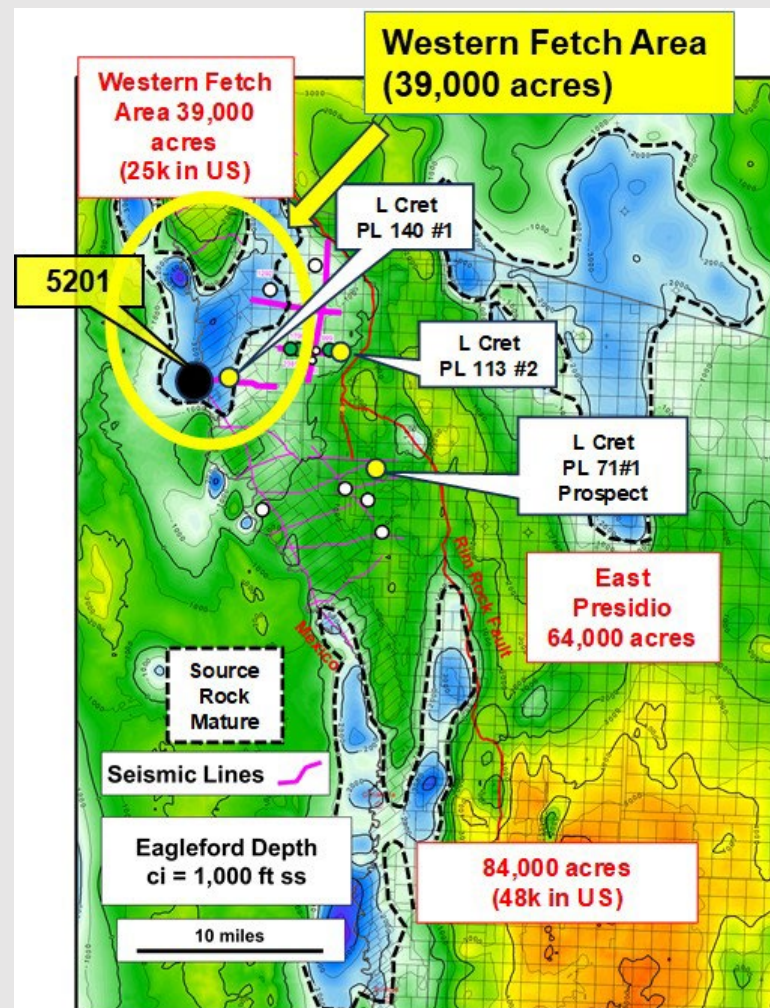 Western Fetch Area
(39,000 acres)
Western Fetch
Area 39,000
acres
(25k in US)
L Cret
PL 140 #1
5201
L Cret
PL 113 #2
L Cret
PL 71#1
Prospect
Rim Rock Fault
East
Presidio
64,000 acres
Mexico
Source
Rock
Mature
Seismic Lines
Eagleford Depth
ci = 1,000 ft ss
84,000 acres
(48k in US)
10 miles